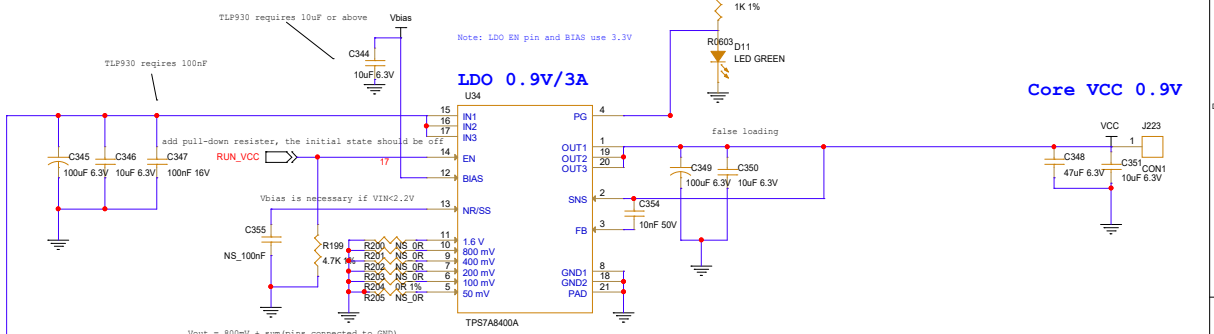 1K 1%
TLP930 requires 10uF or above
Vbias
Note: LDO EN pin and BIAS use 3.3V
R0603
D11
LED GREEN
C344
10uF 6.3V
TLP930 reqires 100nF
LDO 0.9V/3A
Core VCC 0.9V
U34
15 IN1
16 IN2
17 IN3
PG 4
add pull-down resister, the initial state should be off
false loading
VCC
1 J223
CON1
C345
100uF 6.3V
C346
10uF 6.3V
C347
100nF 16V
RUN_VCC
17
14 EN
12 BIAS
OUT1 1
OUT2 19
OUT3 20
C349
100uF 6.3V
C350
10uF 6.3V
C348
47uF 6.3V
C351
10uF 6.3V
Vbias is necessary if VIN<2.2V
SNS 2
13 NR/SS
C354
10nF 50V
FB 3
C355
NS_100nF
R199
4.7K 1%
R200 NS_0R 11 1.6 V
R201 NS_0R 10 800 mV
R202 NS_0R 9 400 mV
R203 NS_0R 7 200 mV
R204 0R 1% 6 100 mV
R205 NS_0R 5 50 mV
GND1 8
GND2 18
PAD 21
TPS7A8400A
Vout = 800mV + sum(pins connected to GND)